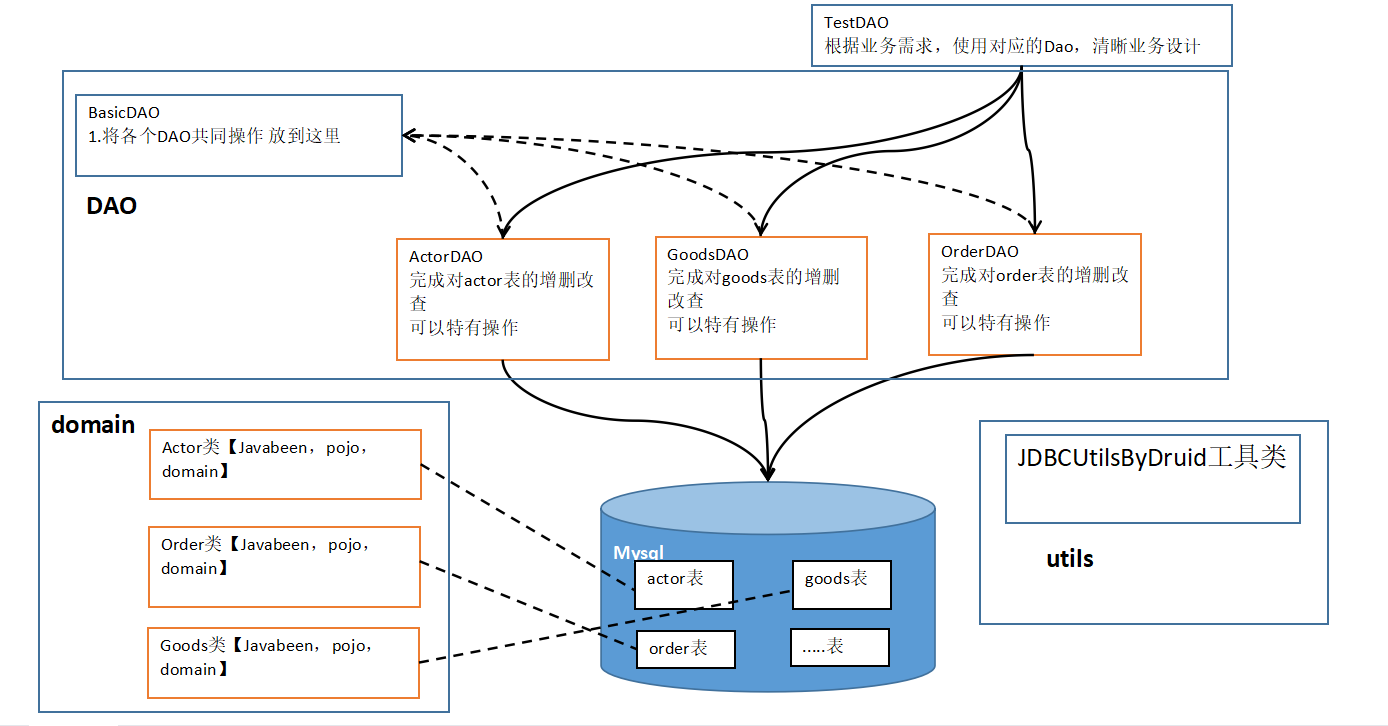 TestDAO
根据业务需求，使用对应的Dao，清晰业务设计
BasicDAO
1.将各个DAO共同操作 放到这里
DAO
ActorDAO
完成对actor表的增删改
查
可以特有操作
GoodsDAO
完成对goods表的增删
改查
可以特有操作
OrderDAO
完成对order表的增删改
查
可以特有操作
domain
Actor类【Javabeen，pojo，
domain】
Order类【Javabeen，pojo，
domain】
Goods类【Javabeen，pojo，
domain】
Mysql
actor表
goods表
order表
.....表
JDBCUtilsByDruid工具类
utils